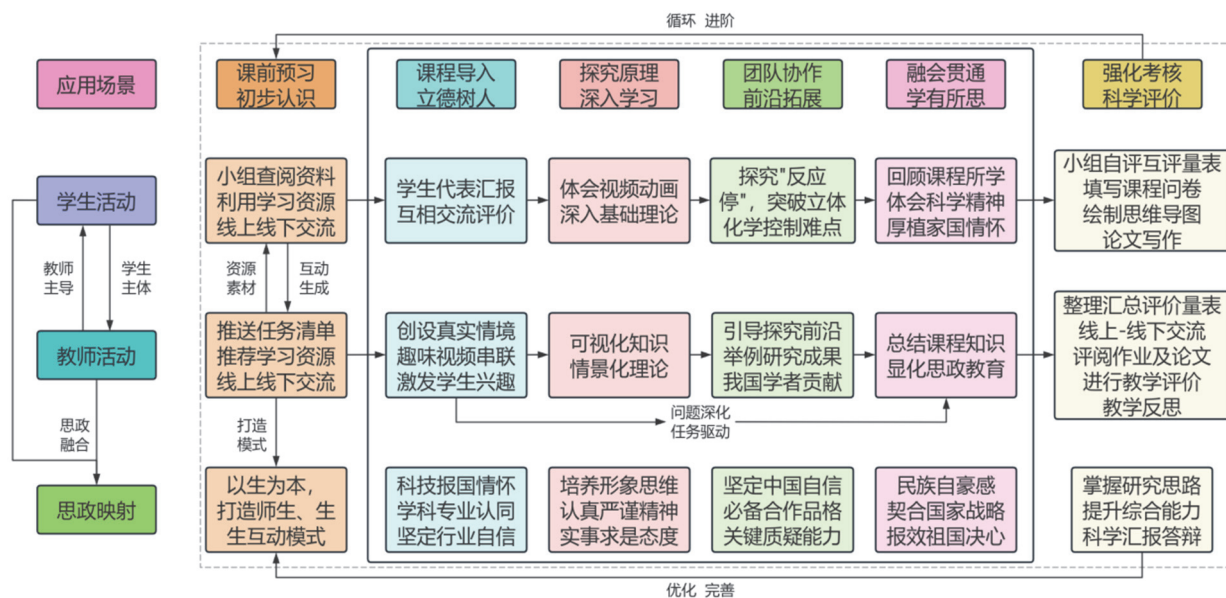 循环 进阶
应用场景
课前预习
初步认识
课程导入
立德树人
探究原理
深入学习
团队协作
前沿拓展
融会贯通
学有所思
强化考核
科学评价
学生活动
小组查阅资料
利用学习资源
线上线下交流
学生代表汇报
互相交流评价
体会视频动画
深入基础理论
探究"反应
停"，突破立体
化学控制难点
回顾课程所学
体会科学精神
厚植家国情怀
小组自评互评量表
填写课程问卷
绘制思维导图
论文写作
教师
主导
学生
主体
资源
素材
互动
生成
教师活动
推送任务清单
推荐学习资源
线上线下交流
创设真实情境
趣味视频串联
激发学生兴趣
可视化知识
情景化理论
引导探究前沿
举例研究成果
我国学者贡献
总结课程知识
显化思政教育
整理汇总评价量表
线上-线下交流
评阅作业及论文
进行教学评价
教学反思
思政
融合
打造
模式
问题深化
任务驱动
思政映射
以生为本，
打造师生、生
生互动模式
科技报国情怀
学科专业认同
坚定行业自信
培养形象思维
认真严谨精神
实事求是态度
坚定中国自信
必备合作品格
关键质疑能力
民族自豪感
契合国家战略
报效祖国决心
掌握研究思路
提升综合能力
科学汇报答辩
优化 完善